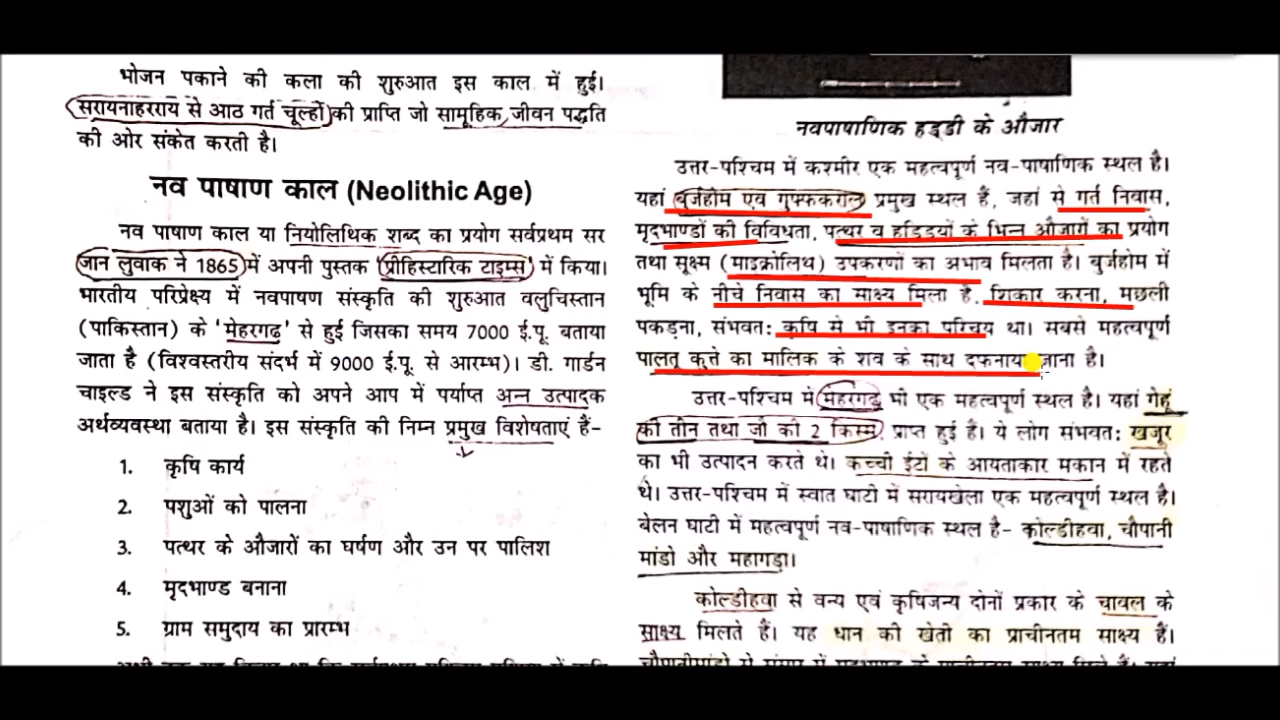 भोजन पकाने की कला की शुरुआत इस काल में हुई।
सरायनाहरराय से आठ गर्त चूल्हों की प्राप्ति जो सामूहिक जीवन पद्धति
की ओर संकेत करती है।
नव पाषाण काल (Neolithic Age)
नव पाषाण काल या नियोलिथिक शब्द का प्रयोग सर्वप्रथम सर
जान लुवाक ने 1865 में अपनी पुस्तक 'प्रीहिस्टारिक टाइम्स' में किया।
भारतीय परिप्रेक्ष्य में नवपाषण संस्कृति की शुरुआत वलुचिस्तान
(पाकिस्तान) के 'मेहरगढ़' से हुई जिसका समय 7000 ई.पू. बताया
जाता है (विश्वस्तरीय संदर्भ में 9000 ई.पू. से आरम्भ)। डी. गार्डन
चाइल्ड ने इस संस्कृति को अपने आप में पर्याप्त अन्न उत्पादक
अर्थव्यवस्था बताया है। इस संस्कृति की निम्न प्रमुख विशेषताएं हैं-
1. कृषि कार्य
2. पशुओं को पालना
3. पत्थर के औजारों का घर्षण और उन पर पालिश
4. मृदभाण्ड बनाना
5. ग्राम समुदाय का प्रारम्भ
नवपाषाणिक हड्डी के औजार
उत्तर-पश्चिम में कश्मीर एक महत्वपूर्ण नव-पाषाणिक स्थल है।
यहां बुर्जहोम एव गुफ्फकराल प्रमुख स्थल हैं, जहां से गर्त निवास,
मृदभाण्डों की विविधता, पत्थर व हड्डियों के भिन्न औजारों का प्रयोग
तथा सूक्ष्म (माइक्रोलिथ) उपकरणों का अभाव मिलता है। बुर्जहोम में
भूमि के नीचे निवास का साक्ष्य मिला है, शिकार करना, मछली
पकड़ना, संभवत: कृषि से भी इनका परिचय था। सबसे महत्वपूर्ण
पालतू कुत्ते का मालिक के शव के साथ दफनाया जाना है।
उत्तर-पश्चिम में मेहरगढ़ भी एक महत्वपूर्ण स्थल है। यहां गेहूं
की तीन तथा जौ की 2 किस्म प्राप्त हुई हैं। ये लोग संभवत: खजूर
का भी उत्पादन करते थे। कच्ची ईंटों के आयताकार मकान में रहते
थे। उत्तर-पश्चिम में स्वात घाटी में सरायखेला एक महत्वपूर्ण स्थल है।
बेलन घाटी में महत्वपूर्ण नव-पाषाणिक स्थल है- कोल्डीहवा, चौपानी
मांडो और महागड़ा।
कोल्डीहवा से वन्य एवं कृषिजन्य दोनों प्रकार के चावल के
साक्ष्य मिलते हैं। यह धान की खेती का प्राचीनतम साक्ष्य है।